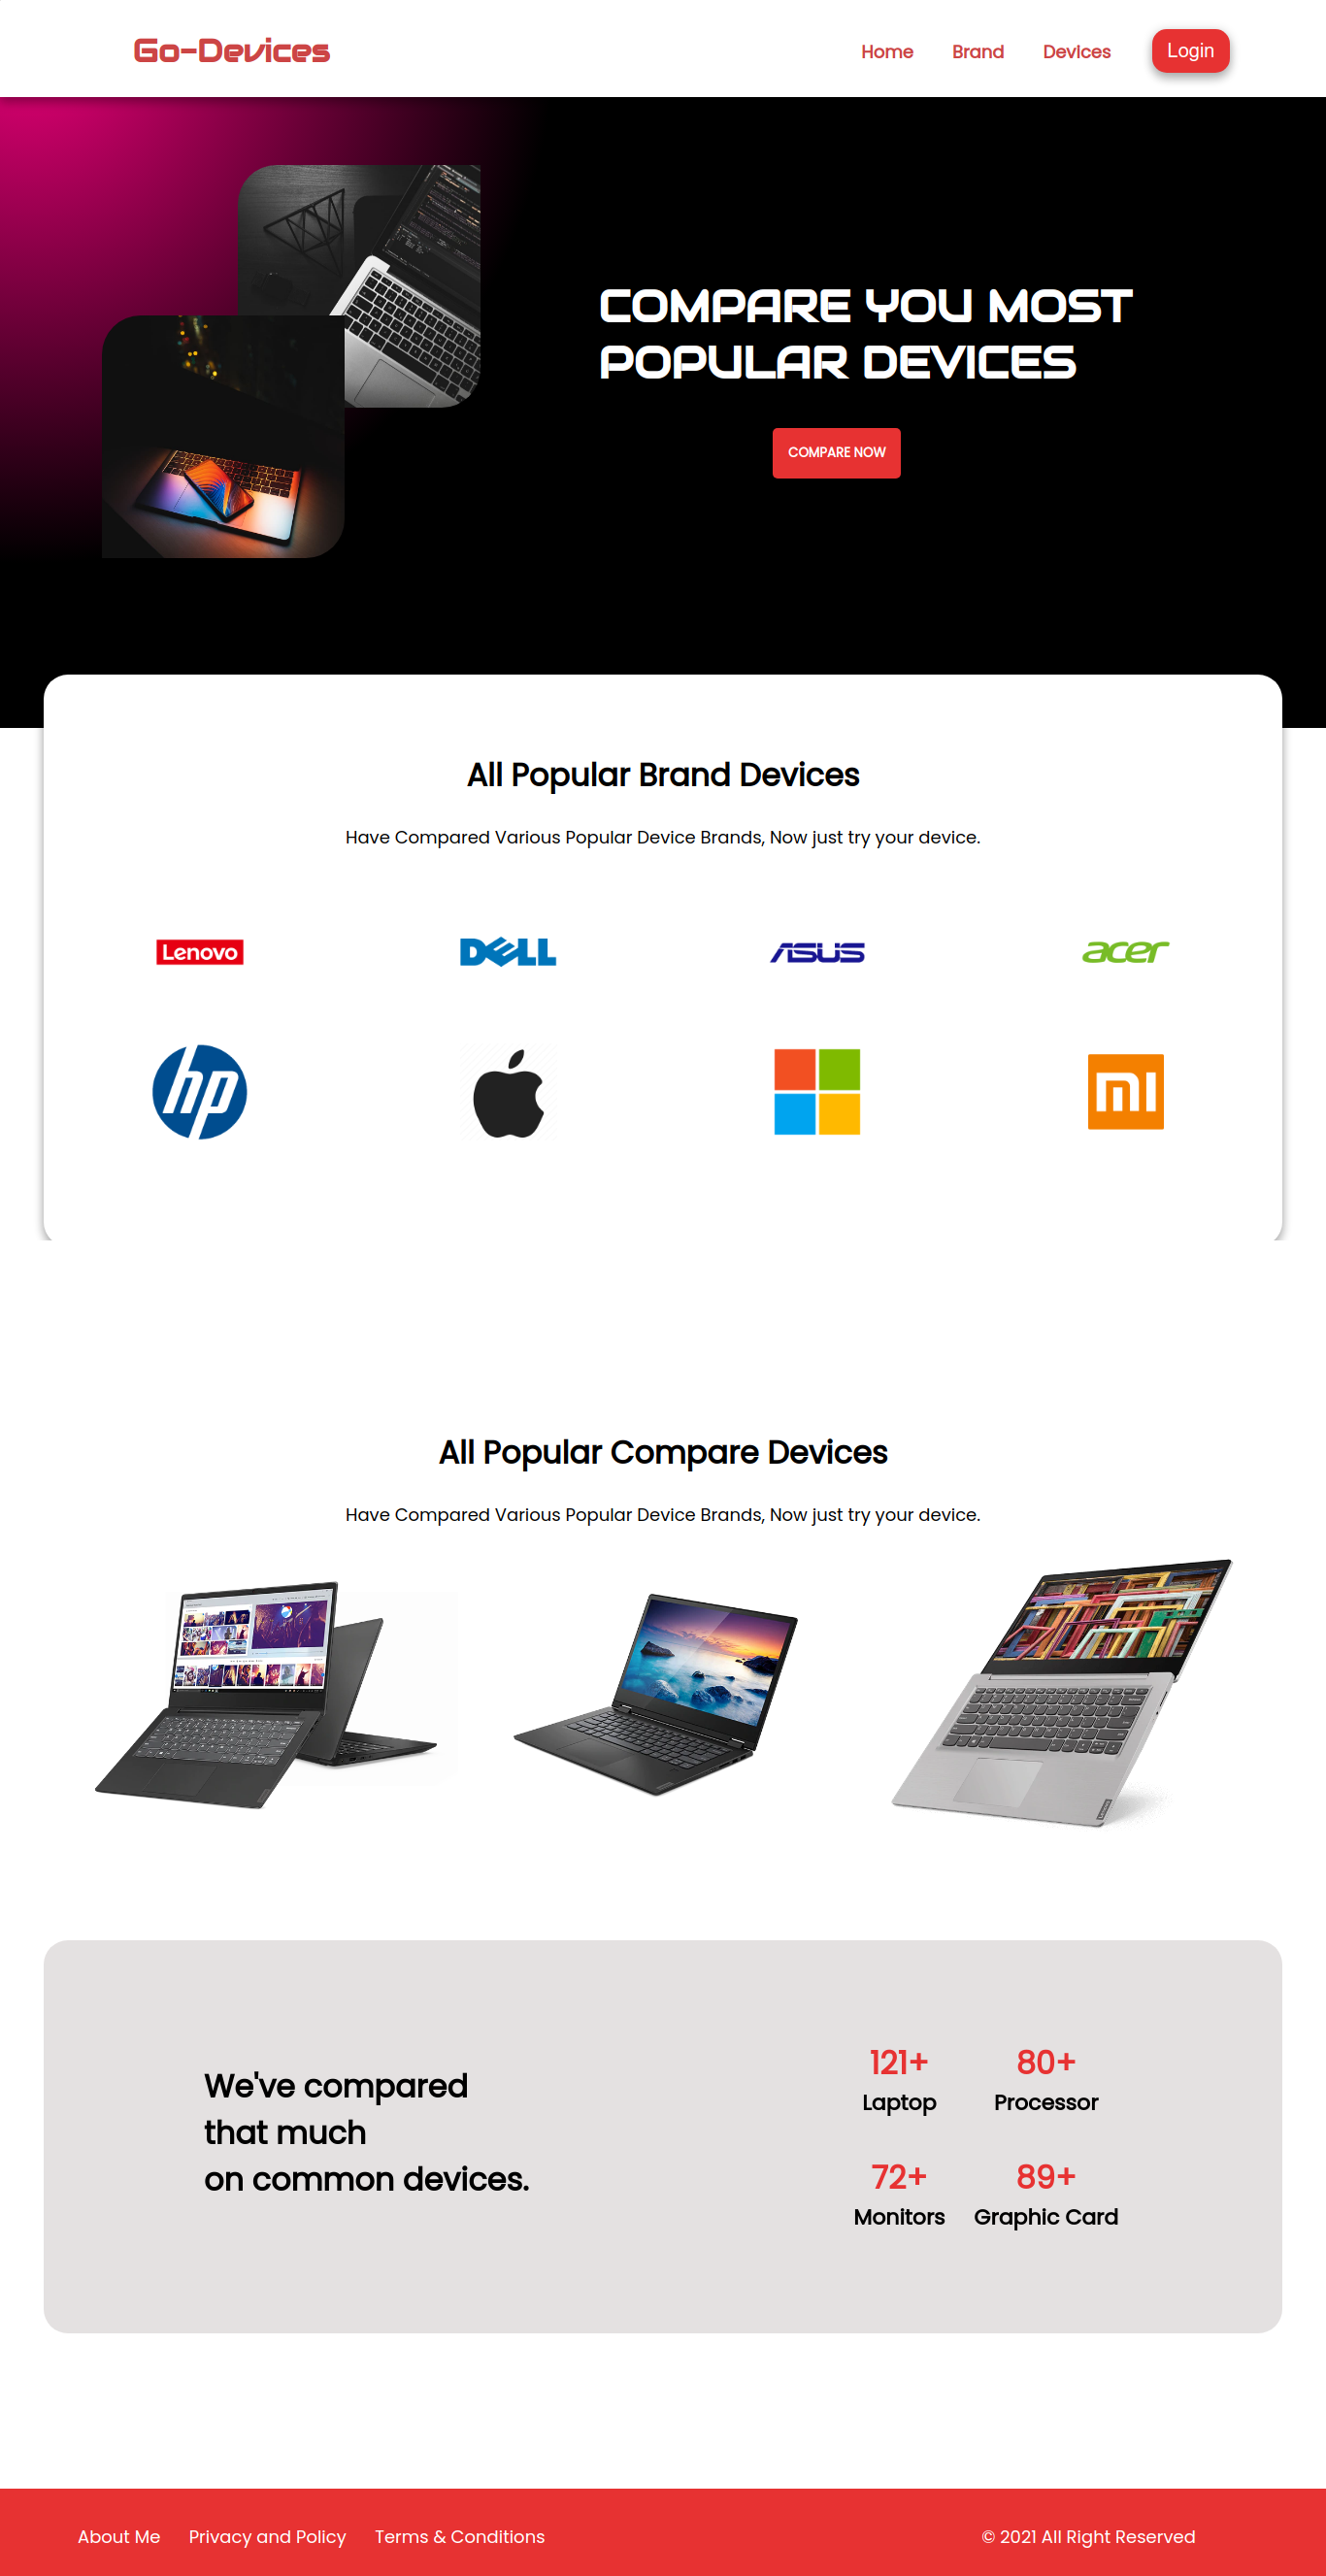 Go-Devices
Home Brand Devices Login
COMPARE YOU MOST
POPULAR DEVICES
COMPARE NOW
All Popular Brand Devices
Have Compared Various Popular Device Brands, Now just try your device.
Lenovo DELL ASUS acer
hp mi
All Popular Compare Devices
Have Compared Various Popular Device Brands, Now just try your device.
We've compared
that much
on common devices.
121+ 80+
Laptop Processor
72+ 89+
Monitors Graphic Card
About Me Privacy and Policy Terms & Conditions © 2021 All Right Reserved